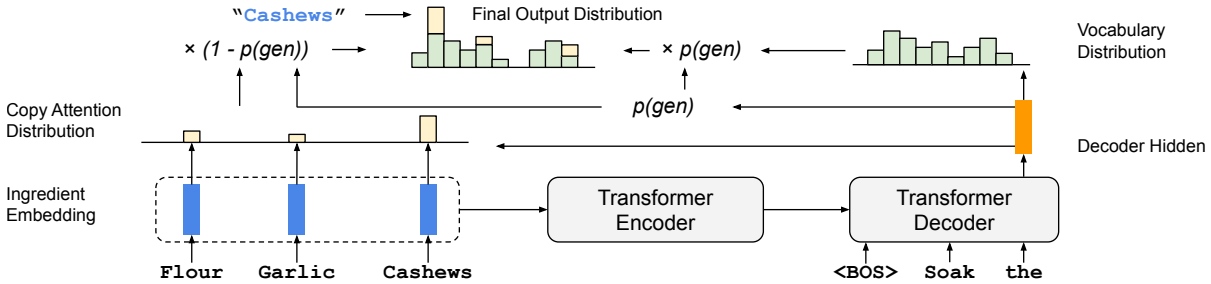 "Cashews"
Final Output Distribution
× (1 - p(gen))
× p(gen)
Vocabulary
Distribution
Copy Attention
Distribution
p(gen)
Decoder Hidden
Ingredient
Embedding
Transformer
Encoder
Transformer
Decoder
Flour Garlic Cashews
<BOS> Soak the